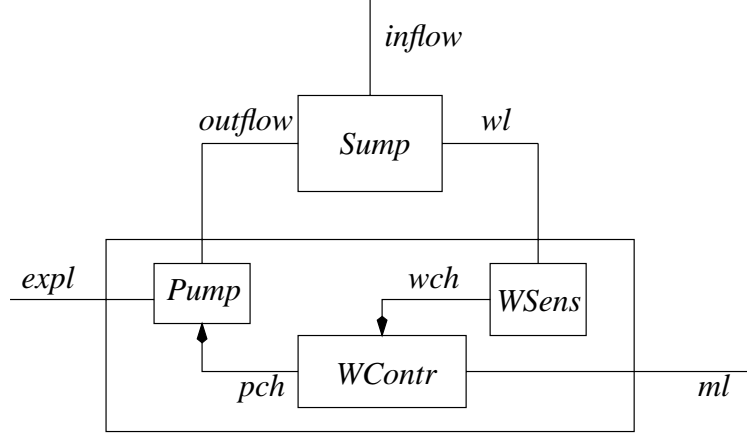 inflow
outflow
Sump
wl
expl
Pump
wch
WSens
pch
WContr
ml